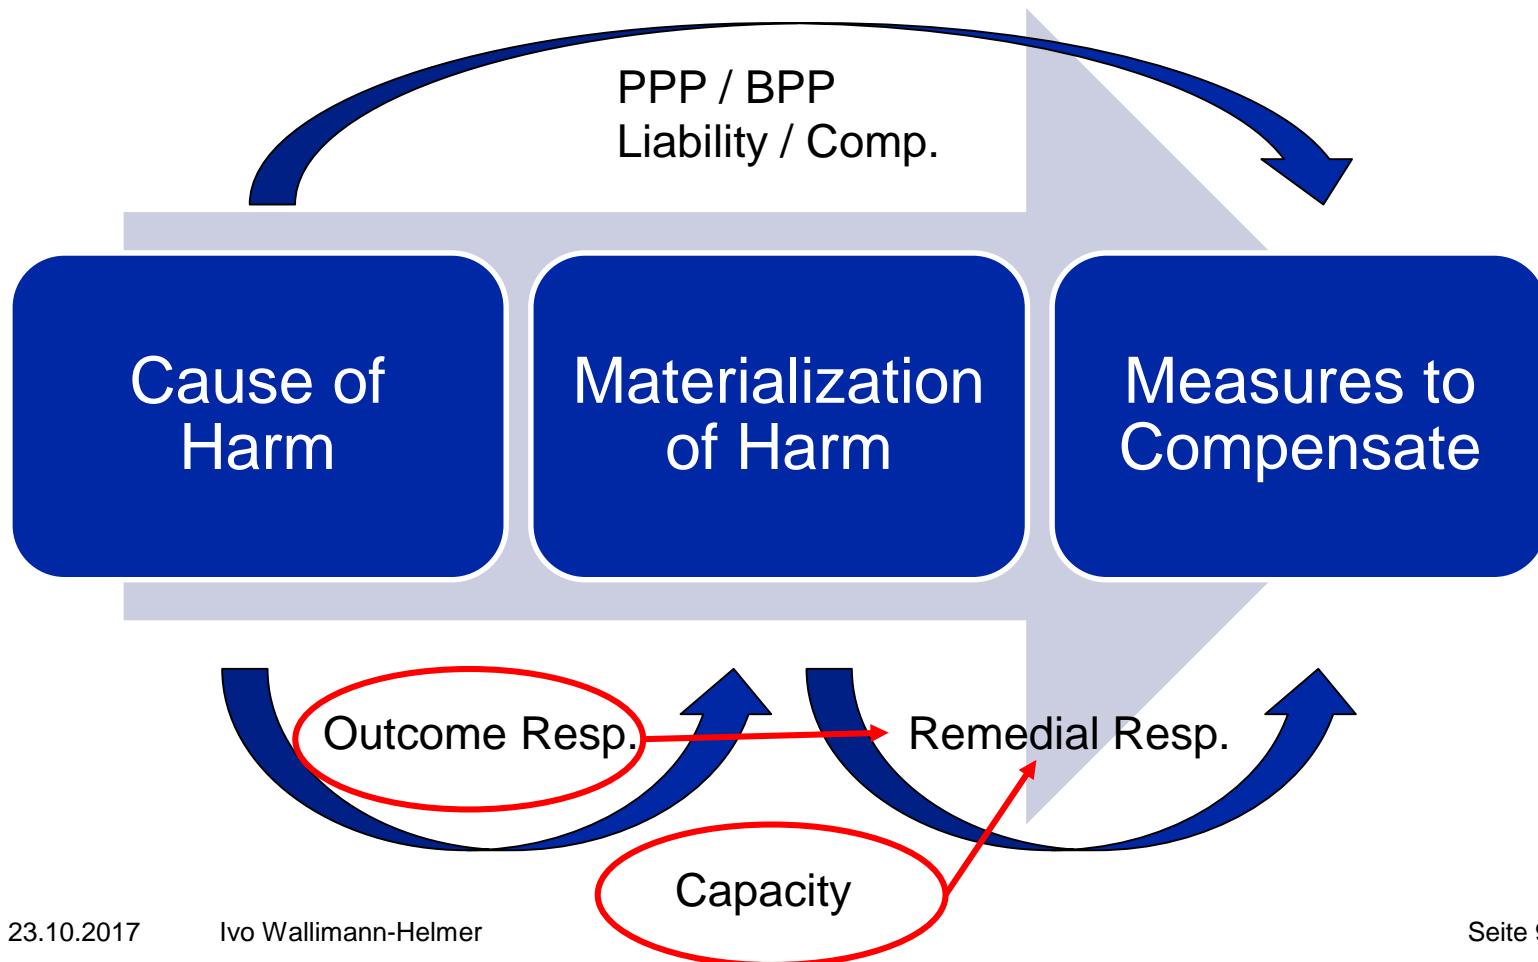 PPP / BPP
Liability / Comp.
Cause of
Harm
Materialization
of Harm
Measures to
Compensate
Outcome Resp.
Remedial Resp.
Capacity
23.10.2017 Ivo Wallimann-Helmer Seite 9